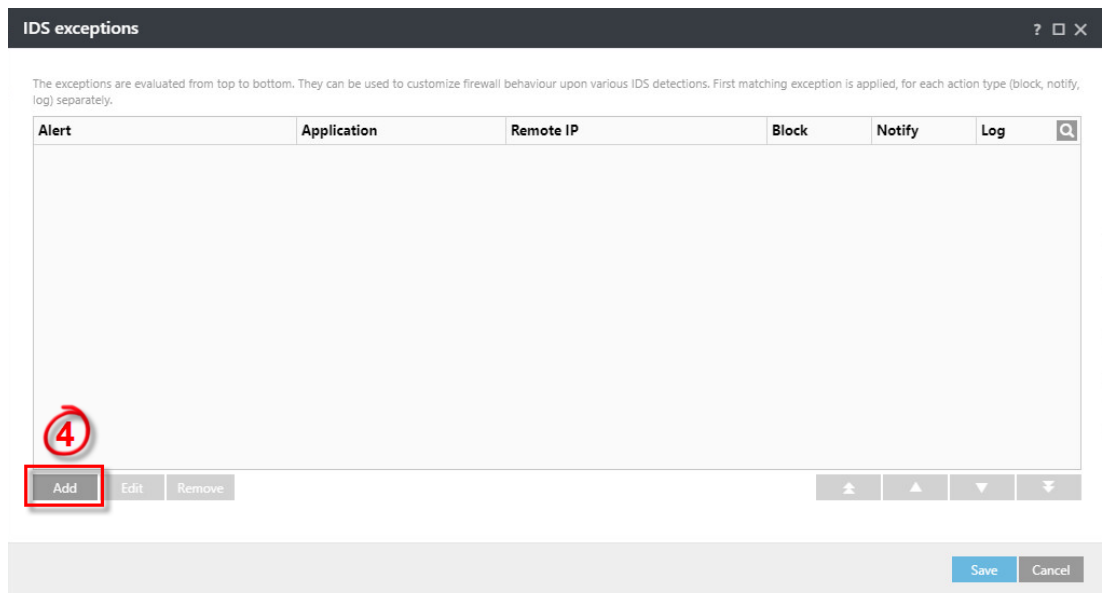 IDS exceptions
?
The exceptions are evaluated from top to bottom. They can be used to customize firewall behaviour upon various IDS detections. First matching exception is applied, for each action type (block, notify,
log) separately.
Alert Application Remote IP Block Notify Log
4
Add Edit Remove
Save Cancel